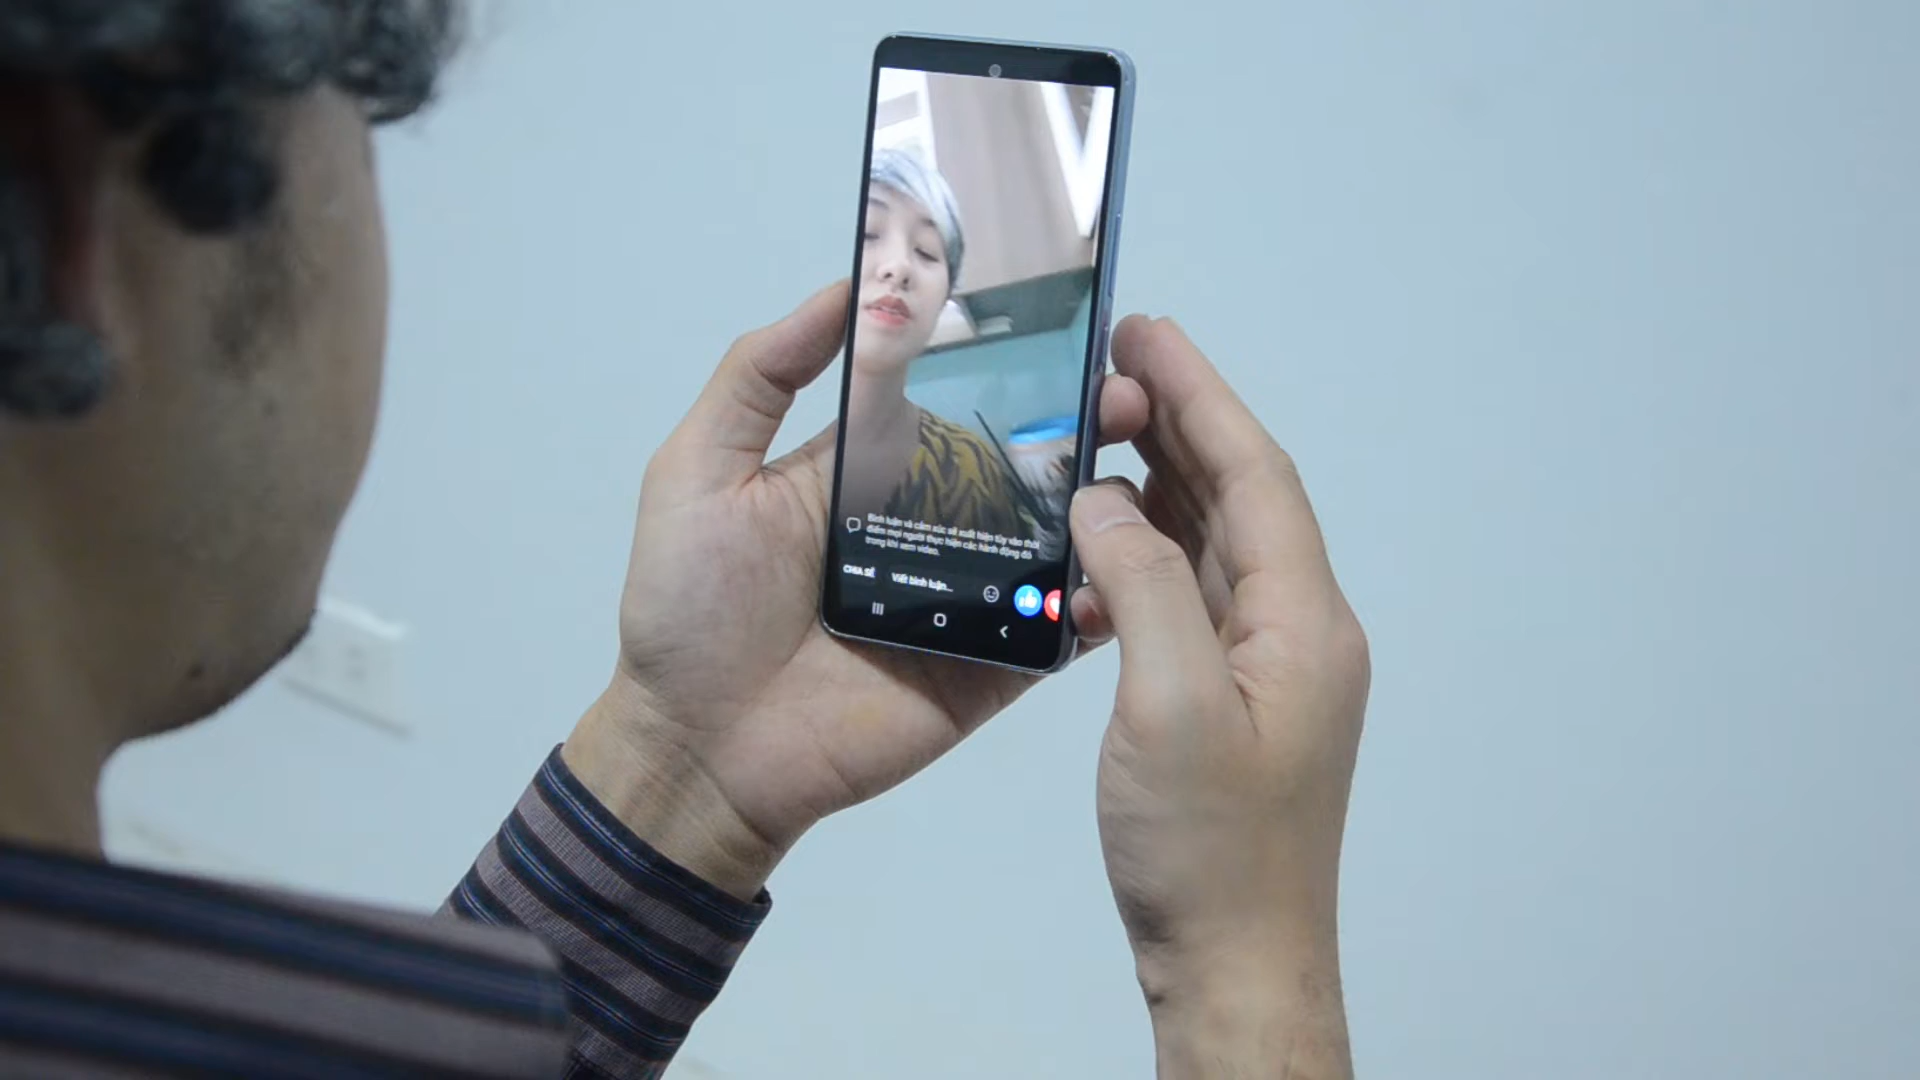 Bình luận và cảm xúc sẽ xuất hiện tùy vào thời
điểm mọi người thực hiện các hành động đó
trong khi xem video.
CHIA SẺ
Viết bình luận...